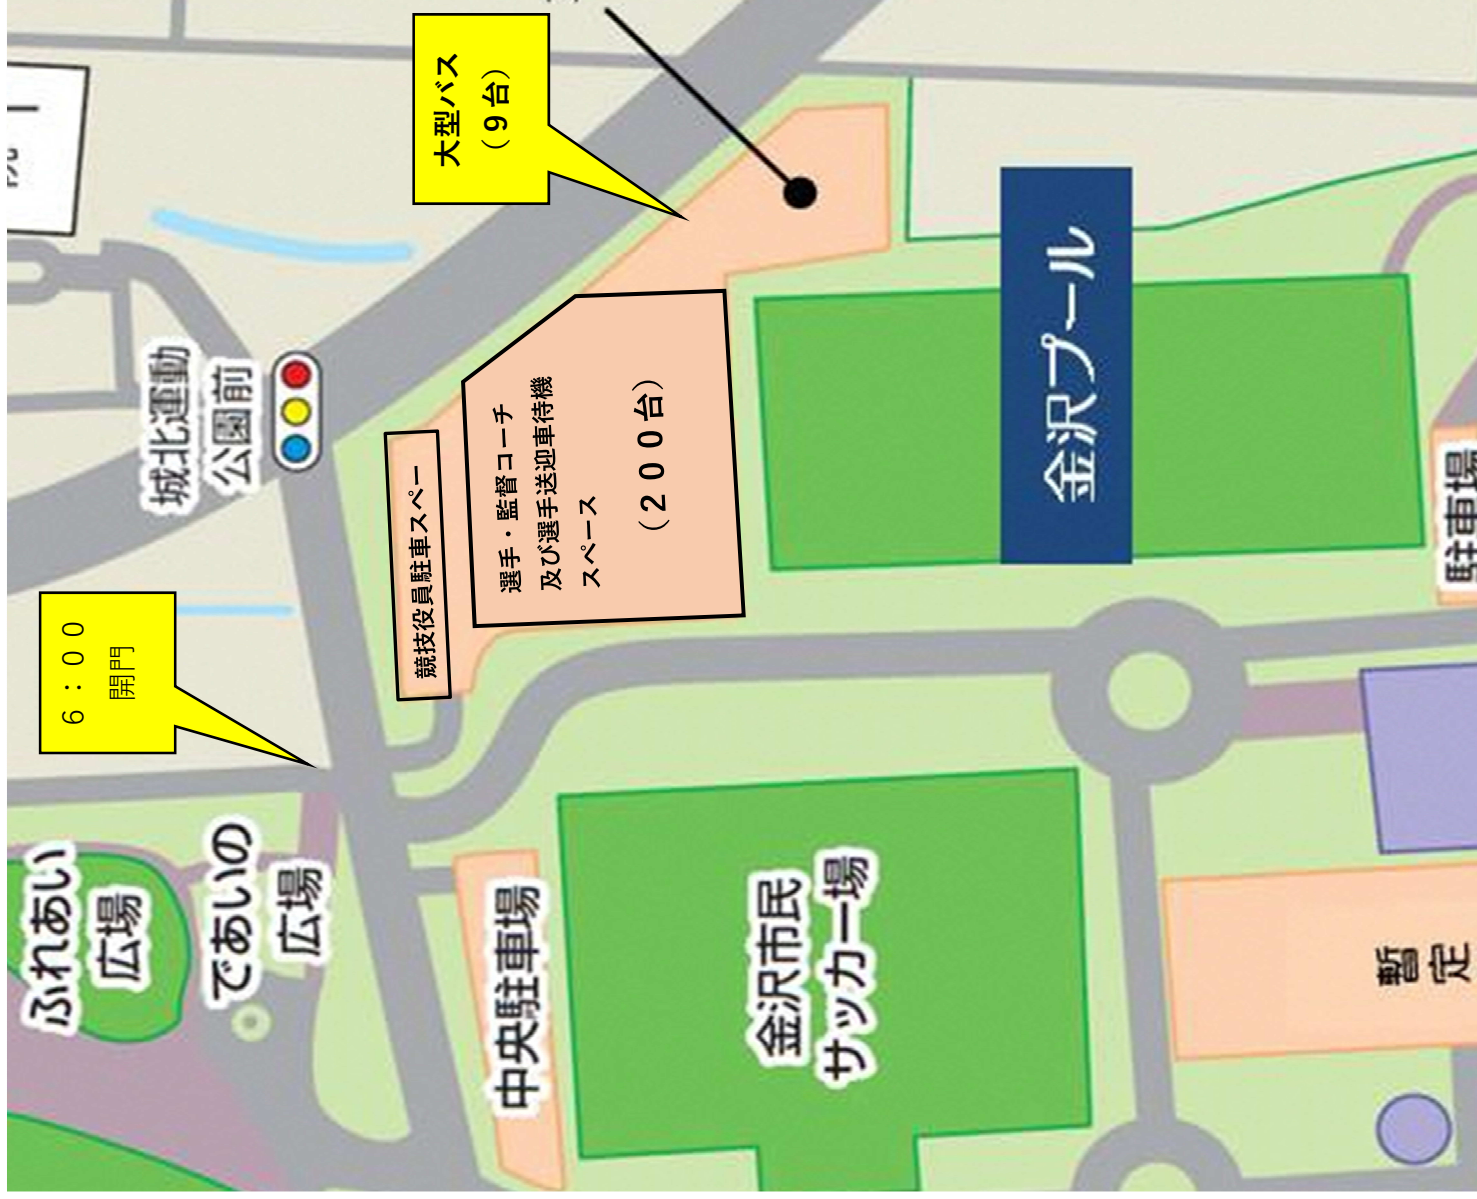 大型バス
（９台）
城北運動
公園前
６：００
開門
競技役員駐車スペー
選手・監督コーチ
及び選手送迎車待機
スペース
（２００台）
金沢プール
駐車場
ふれあい
広場
であいの
広場
中央駐車場
金沢市民
サッカー場
暫定